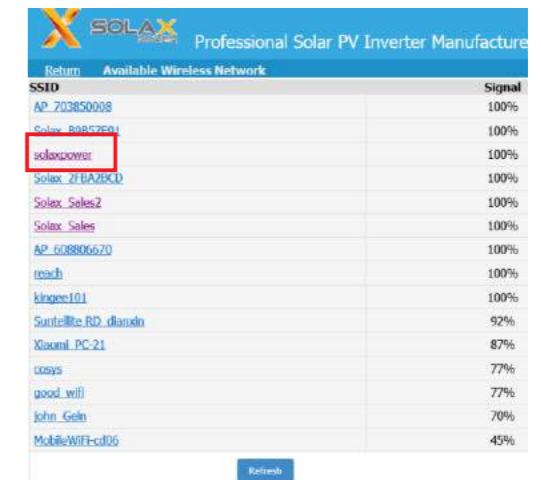 SOLAX
POWER
Professional Solar PV Inverter Manufacture
Return Available Wireless Network
SSID Signal
AP_703850008 100%
Solax_B9B57E91 100%
solaxpower 100%
Solax_2FBA2BCD 100%
Solax_Sales2 100%
Solax_Sales 100%
AP_608806670 100%
reach 100%
kingee101 100%
Suntellite_RD_dianxin 92%
Xiaomi_PC-21 87%
cosys 77%
good_wifi 77%
John_Geln 70%
MobileWiFi-cd06 45%
Refresh